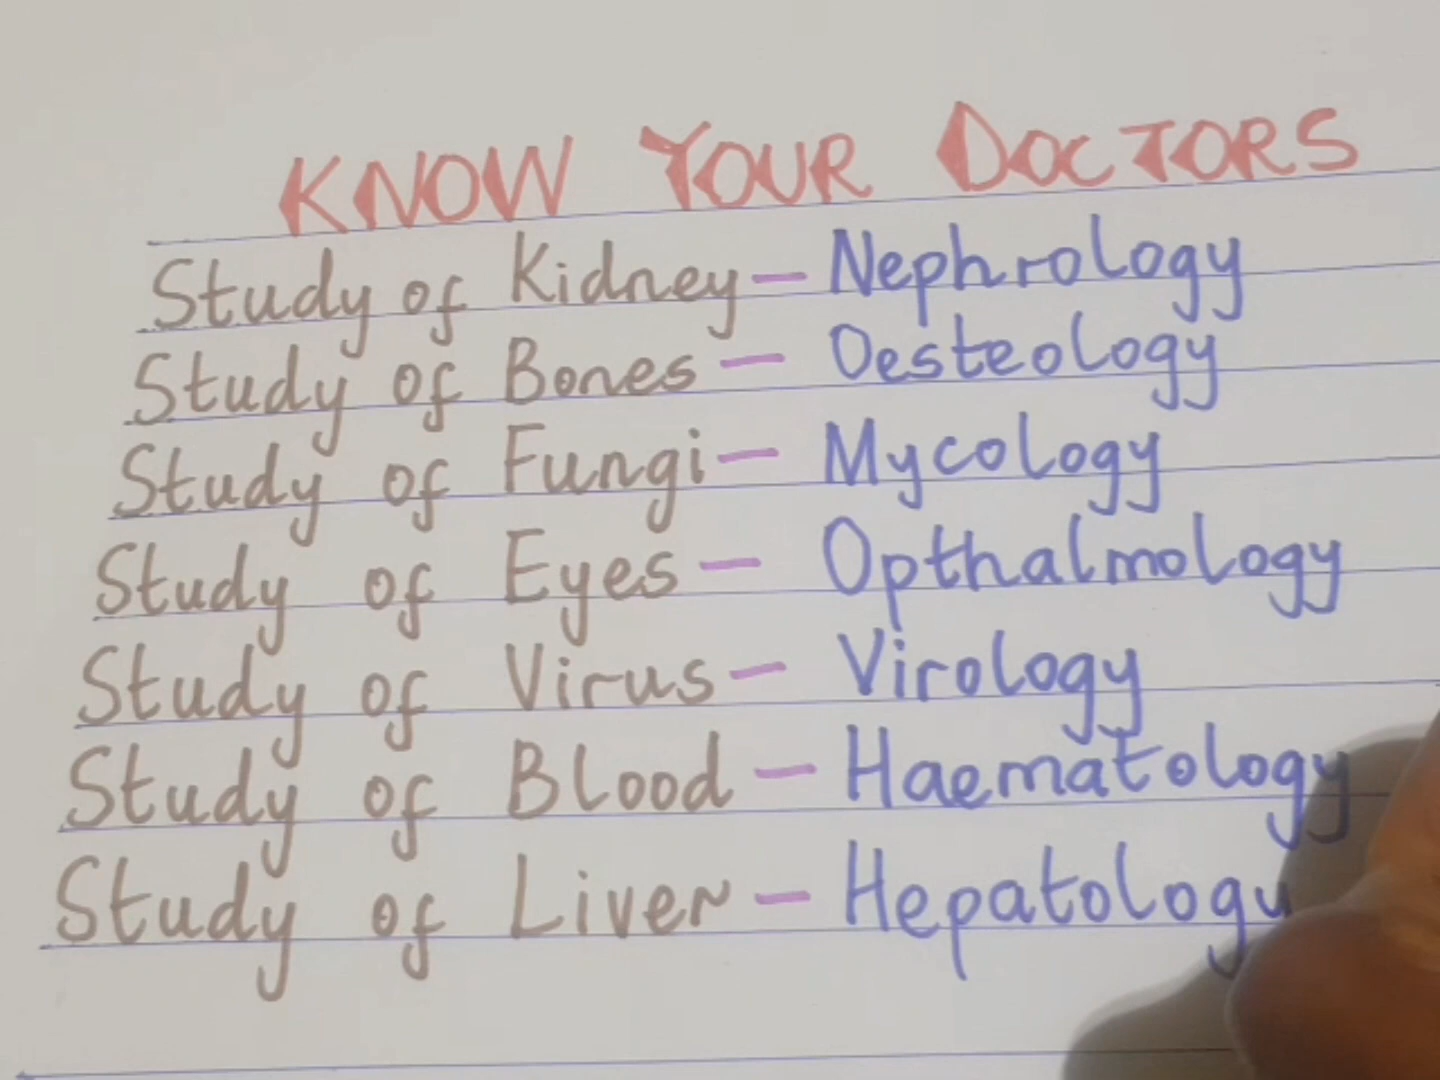 KNOW YOUR DOCTORS
Study of Kidney — Nephrology
Study of Bones — Oesteology
Study of Fungi — Mycology
Study of Eyes — Opthalmology
Study of Virus — Virology
Study of Blood — Haematology
Study of Liver — Hepatology